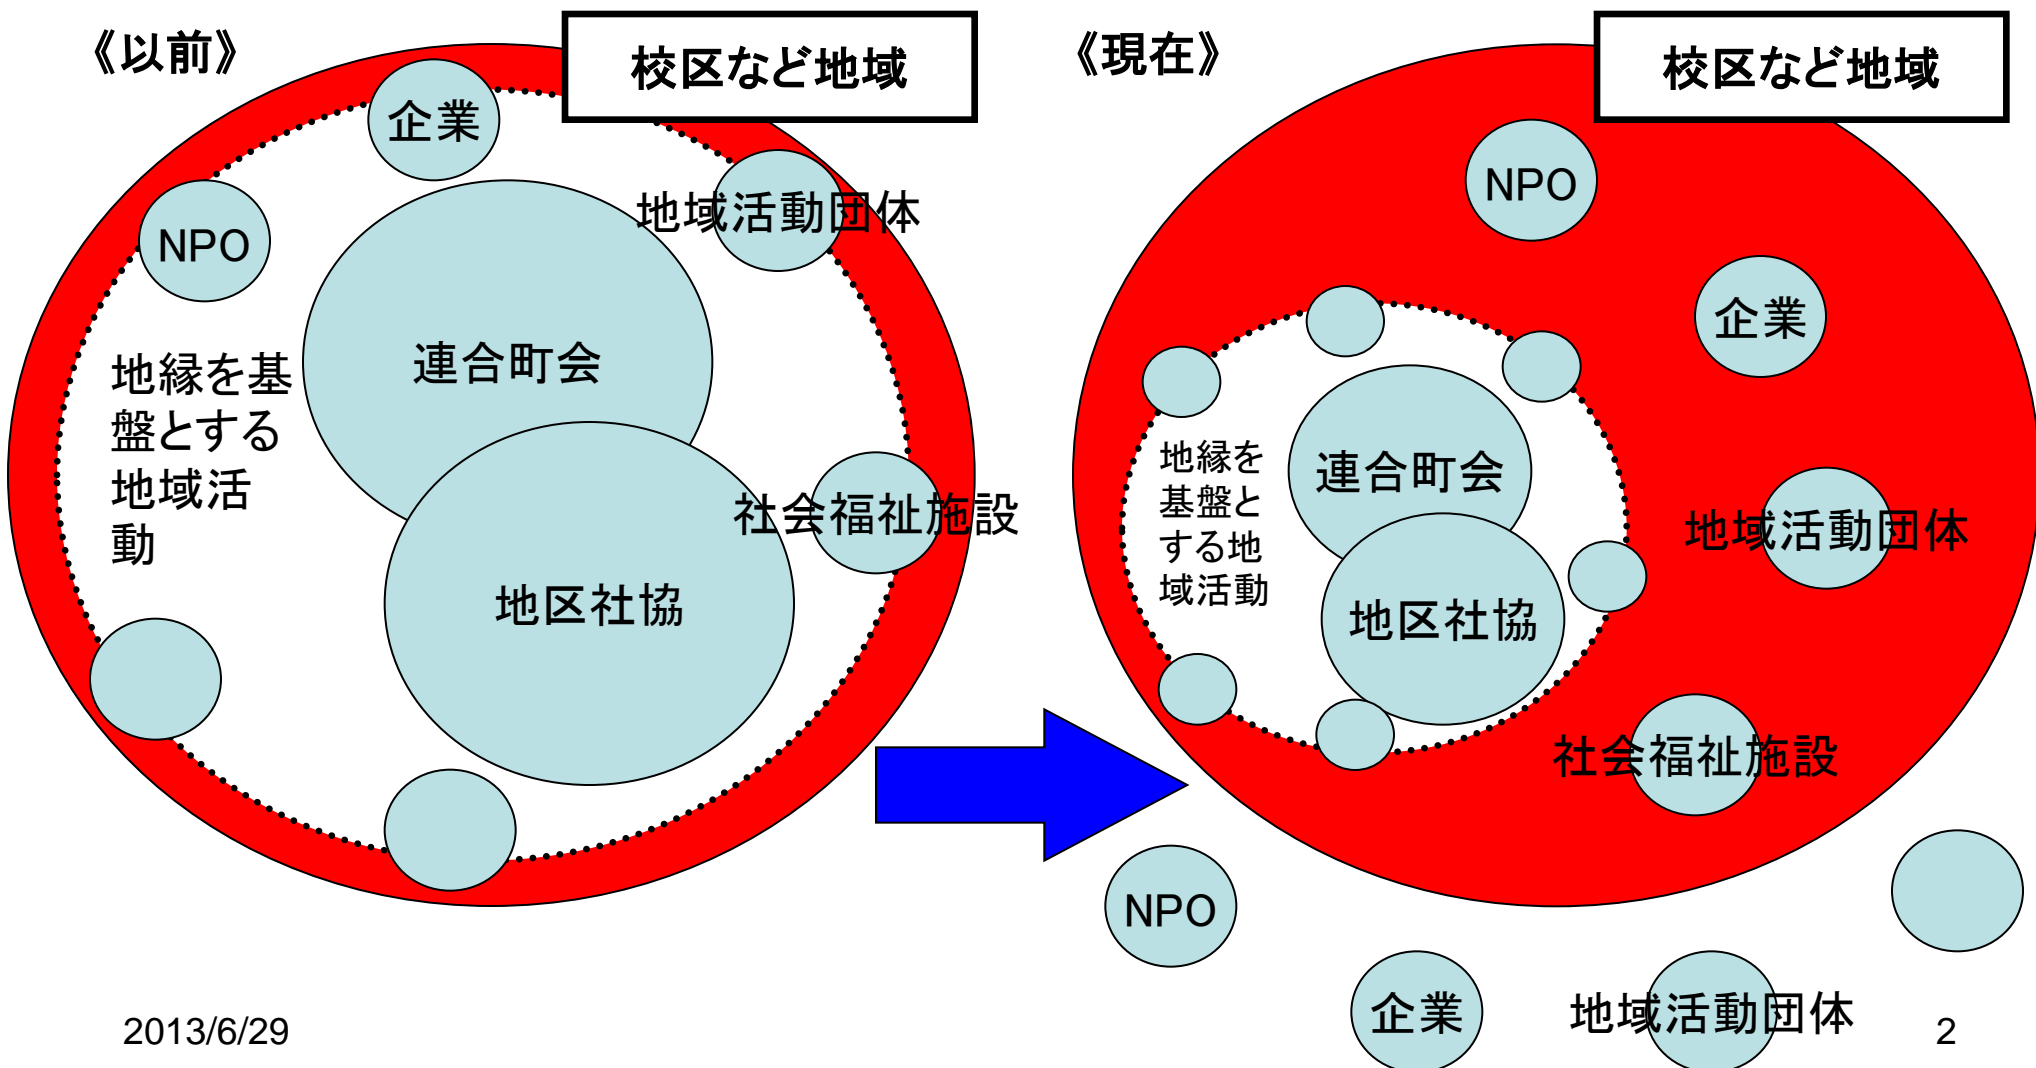 《以前》
校区など地域
企業
地域活動団体
NPO
連合町会
地縁を基
盤とする
地域活
動
社会福祉施設
地区社協
《現在》
校区など地域
NPO
企業
地縁を
基盤と
する地
域活動
連合町会
地域活動団体
地区社協
社会福祉施設
NPO
企業
地域活動団体
2013/6/29
2